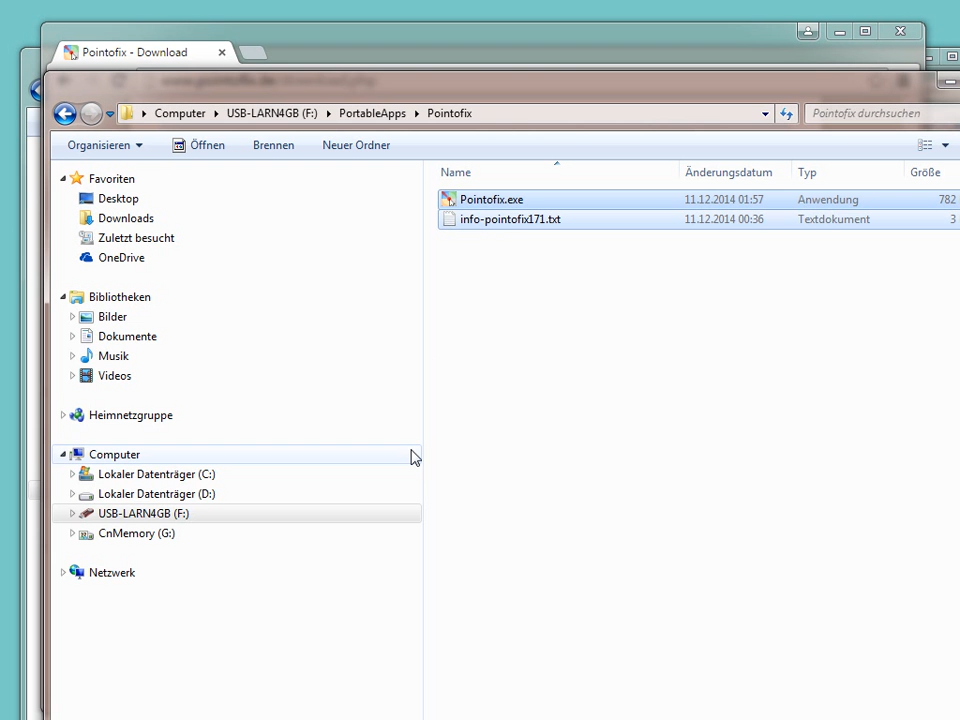 Pointofix - Download
Computer USB-LARN4GB (F:) PortableApps Pointofix
Pointofix durchsuchen
Organisieren Öffnen Brennen Neuer Ordner
Name Änderungsdatum Typ Größe
Pointofix.exe 11.12.2014 01:57 Anwendung 782
info-pointofix171.txt 11.12.2014 00:36 Textdokument 3
Favoriten
Desktop
Downloads
Zuletzt besucht
OneDrive
Bibliotheken
Bilder
Dokumente
Musik
Videos
Heimnetzgruppe
Computer
Lokaler Datenträger (C:)
Lokaler Datenträger (D:)
USB-LARN4GB (F:)
CnMemory (G:)
Netzwerk